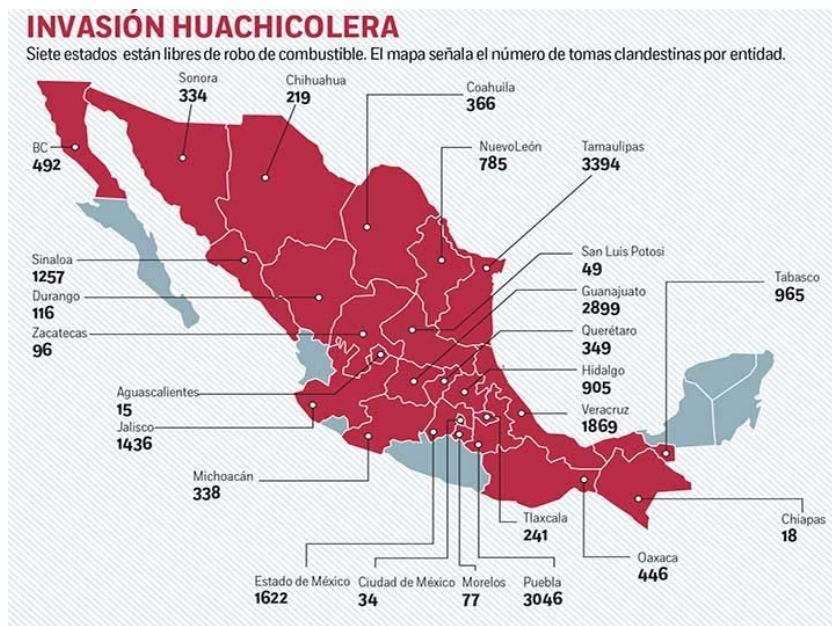 INVASIÓN HUACHICOLERA
Siete estados están libres de robo de combustible. El mapa señala el número de tomas clandestinas por entidad.
Sonora
334
Chihuahua
219
Coahuila
366
BC
492
NuevoLeón
785
Tamaulipas
3394
Sinaloa
1257
Durango
116
Zacatecas
96
San Luis Potosi
49
Guanajuato
2899
Querétaro
349
Hidalgo
905
Veracruz
1869
Tabasco
965
Aguascalientes
15
Jalisco
1436
Michoacán
338
Tlaxcala
241
Chiapas
18
Oaxaca
446
Estado de México
1622
Ciudad de México
34
Morelos
77
Puebla
3046